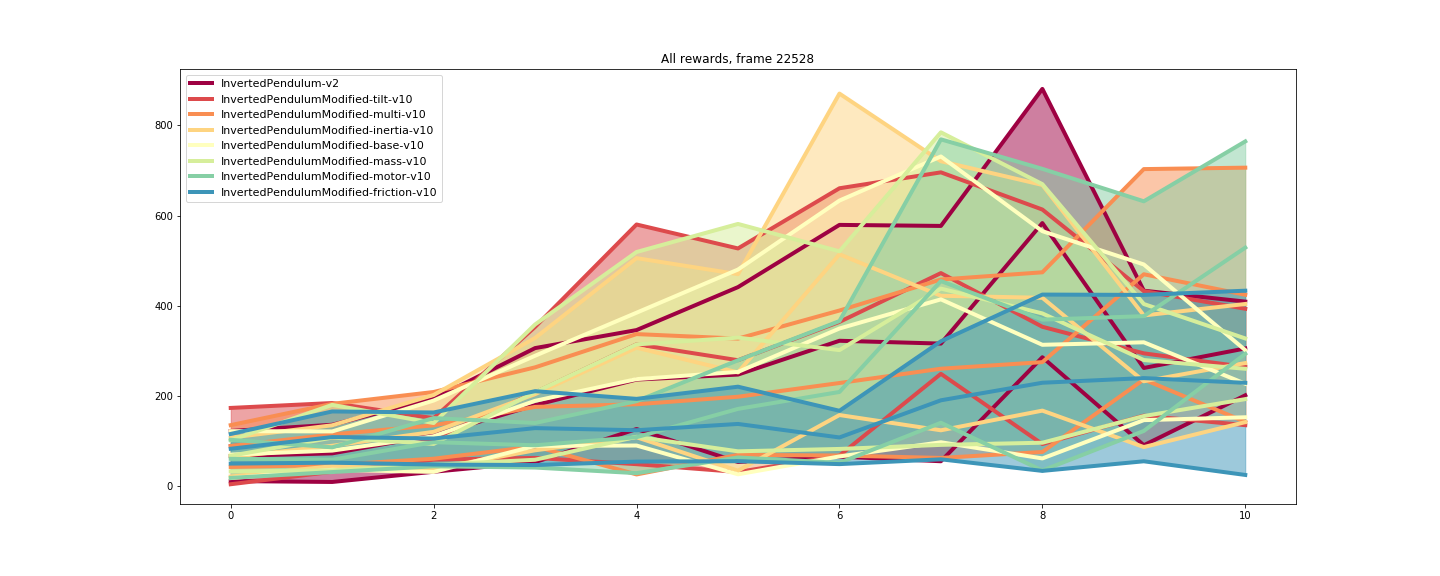 All rewards, frame 22528
InvertedPendulum-v2
InvertedPendulumModified-tilt-v10
InvertedPendulumModified-multi-v10
InvertedPendulumModified-inertia-v10
InvertedPendulumModified-base-v10
InvertedPendulumModified-mass-v10
InvertedPendulumModified-motor-v10
InvertedPendulumModified-friction-v10
800
600
400
200
0
0 2 4 6 8 10